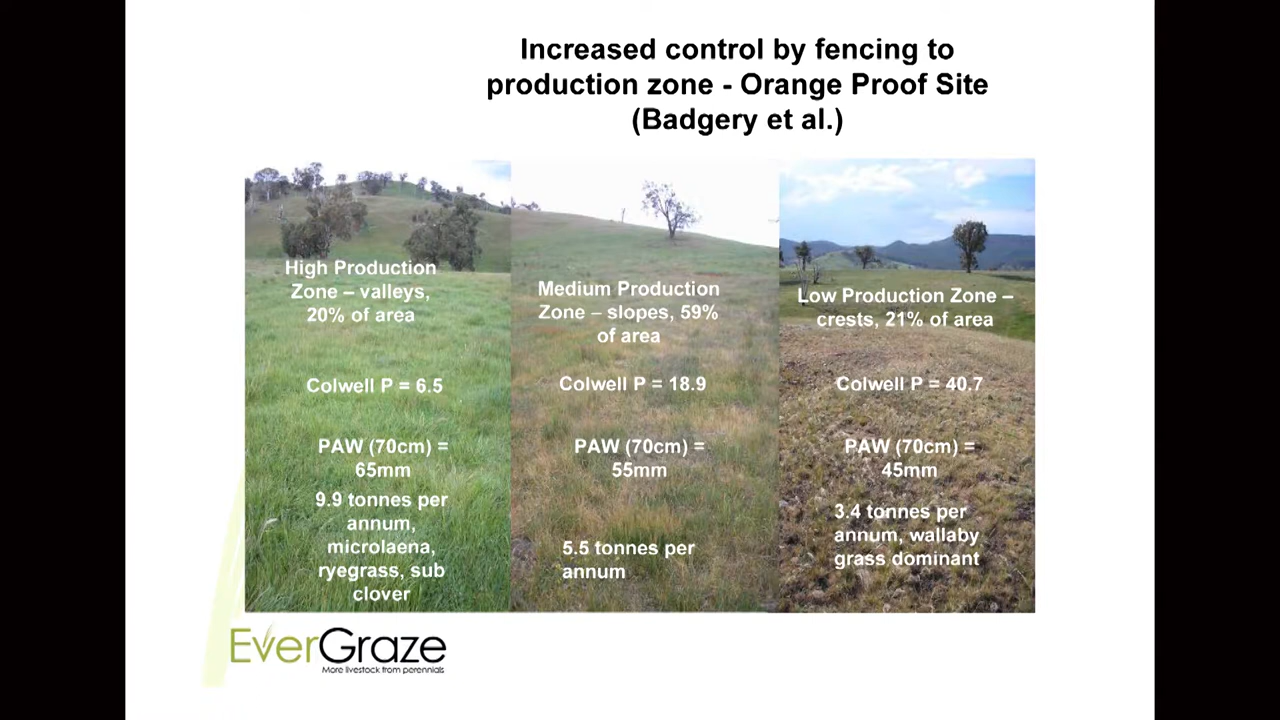 Increased control by fencing to
production zone - Orange Proof Site
(Badgery et al.)
High Production
Zone – valleys,
20% of area
Colwell P = 6.5
PAW (70cm) =
65mm
9.9 tonnes per
annum,
microlaena,
ryegrass, sub
clover
Medium Production
Zone – slopes, 59%
of area
Colwell P = 18.9
PAW (70cm) =
55mm
5.5 tonnes per
annum
Low Production Zone –
crests, 21% of area
Colwell P = 40.7
PAW (70cm) =
45mm
3.4 tonnes per
annum, wallaby
grass dominant
EverGraze
More livestock from perennials